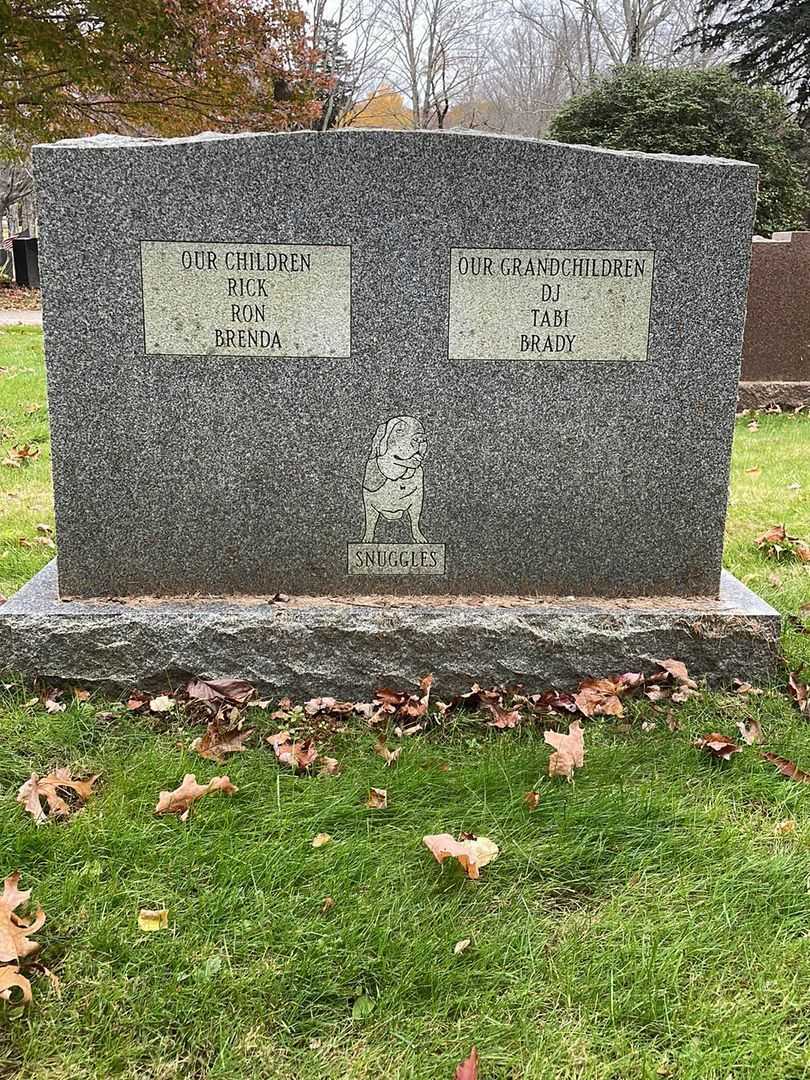 OUR CHILDREN
RICK
RON
BRENDA
OUR GRANDCHILDREN
DJ
TABI
BRADY
SNUGGLES